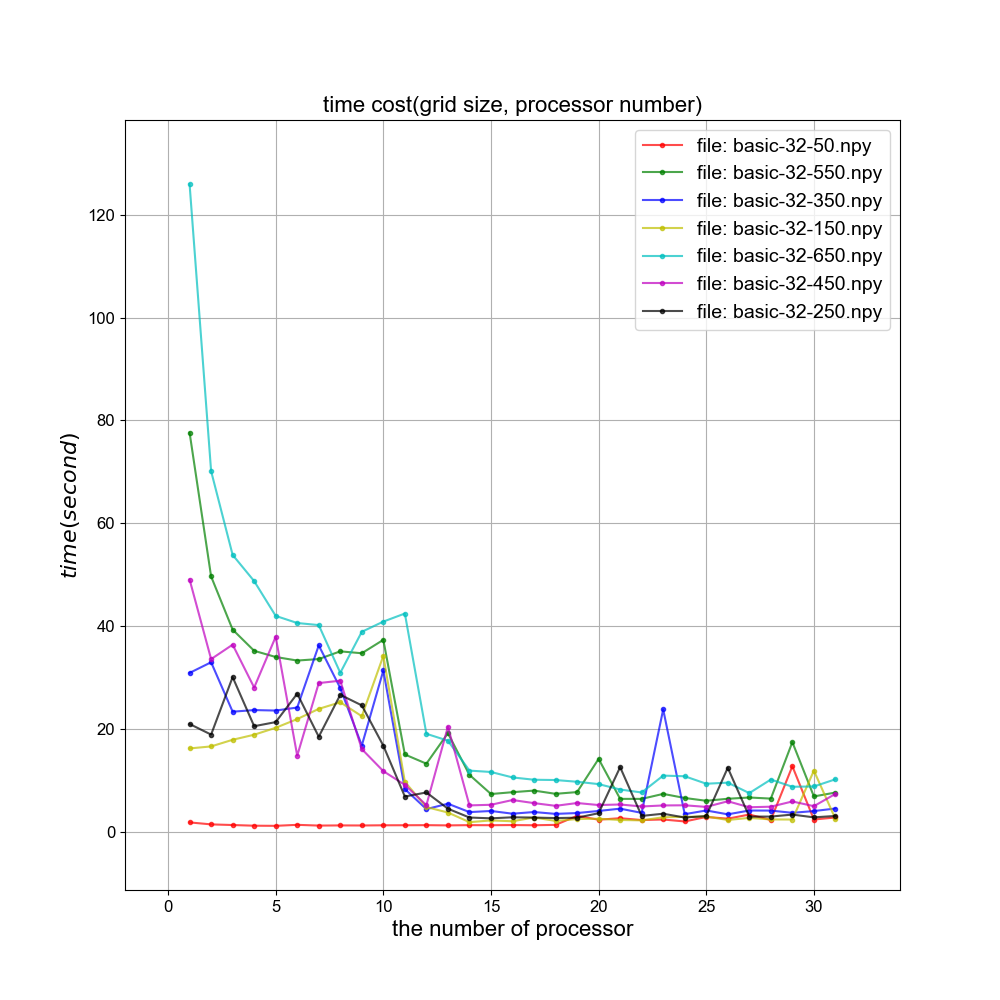 time cost(grid size, processor number)
file: basic-32-50.npy
file: basic-32-550.npy
file: basic-32-350.npy
file: basic-32-150.npy
file: basic-32-650.npy
file: basic-32-450.npy
file: basic-32-250.npy
time(second)
120
100
80
60
40
20
0
0 5 10 15 20 25 30
the number of processor